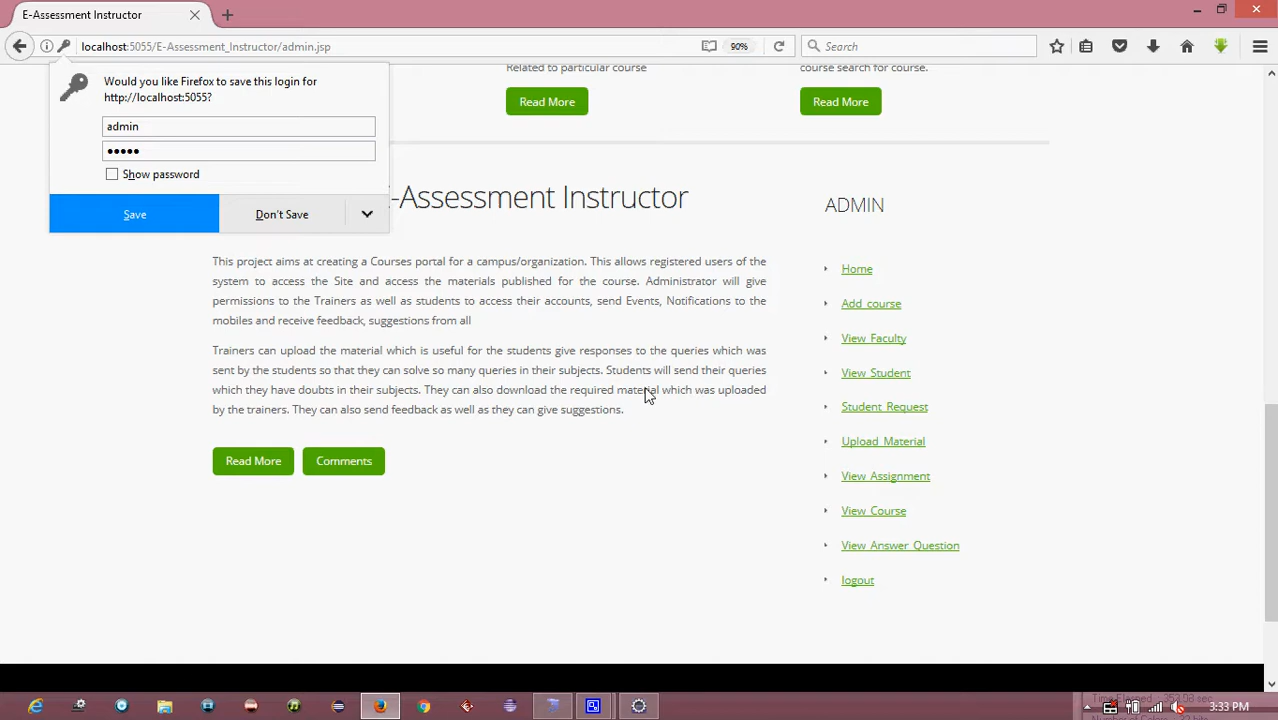 E-Assessment Instructor
localhost:5055/E-Assessment_Instructor/admin.jsp
90%
Search
Would you like Firefox to save this login for
http://localhost:5055?
admin
●●●●●
Show password
Save
Don't Save
Related to particular course
course search for course.
Read More
Read More
-Assessment Instructor
This project aims at creating a Courses portal for a campus/organization. This allows registered users of the
system to access the Site and access the materials published for the course. Administrator will give
permissions to the Trainers as well as students to access their accounts, send Events, Notifications to the
mobiles and receive feedback, suggestions from all
Trainers can upload the material which is useful for the students give responses to the queries which was
sent by the students so that they can solve so many queries in their subjects. Students will send their queries
which they have doubts in their subjects. They can also download the required material which was uploaded
by the trainers. They can also send feedback as well as they can give suggestions.
Read More
Comments
ADMIN
Home
Add course
View Faculty
View Student
Student Request
Upload Material
View Assignment
View Course
View Answer Question
logout
3:33 PM